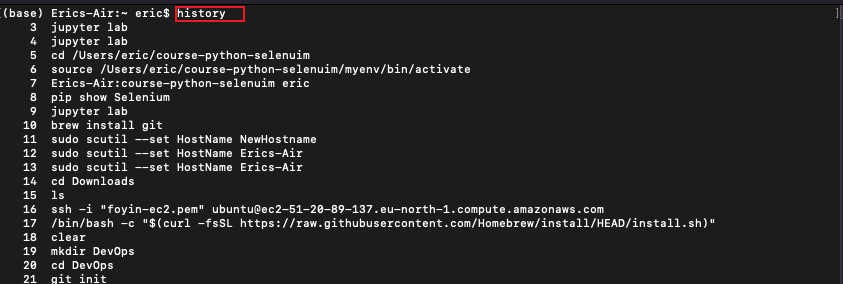 [(base) Erics-Air:~ eric$ history ]
3 jupyter lab
4 jupyter lab
5 cd /Users/eric/course-python-selenuim
6 source /Users/eric/course-python-selenuim/myenv/bin/activate
7 Erics-Air:course-python-selenuim eric
8 pip show Selenium
9 jupyter lab
10 brew install git
11 sudo scutil --set HostName NewHostname
12 sudo scutil --set HostName Erics-Air
13 sudo scutil --set HostName Erics-Air
14 cd Downloads
15 ls
16 ssh -i "foyin-ec2.pem" ubuntu@ec2-51-20-89-137.eu-north-1.compute.amazonaws.com
17 /bin/bash -c "$(curl -fsSL https://raw.githubusercontent.com/Homebrew/install/HEAD/install.sh)"
18 clear
19 mkdir DevOps
20 cd DevOps
21 git init